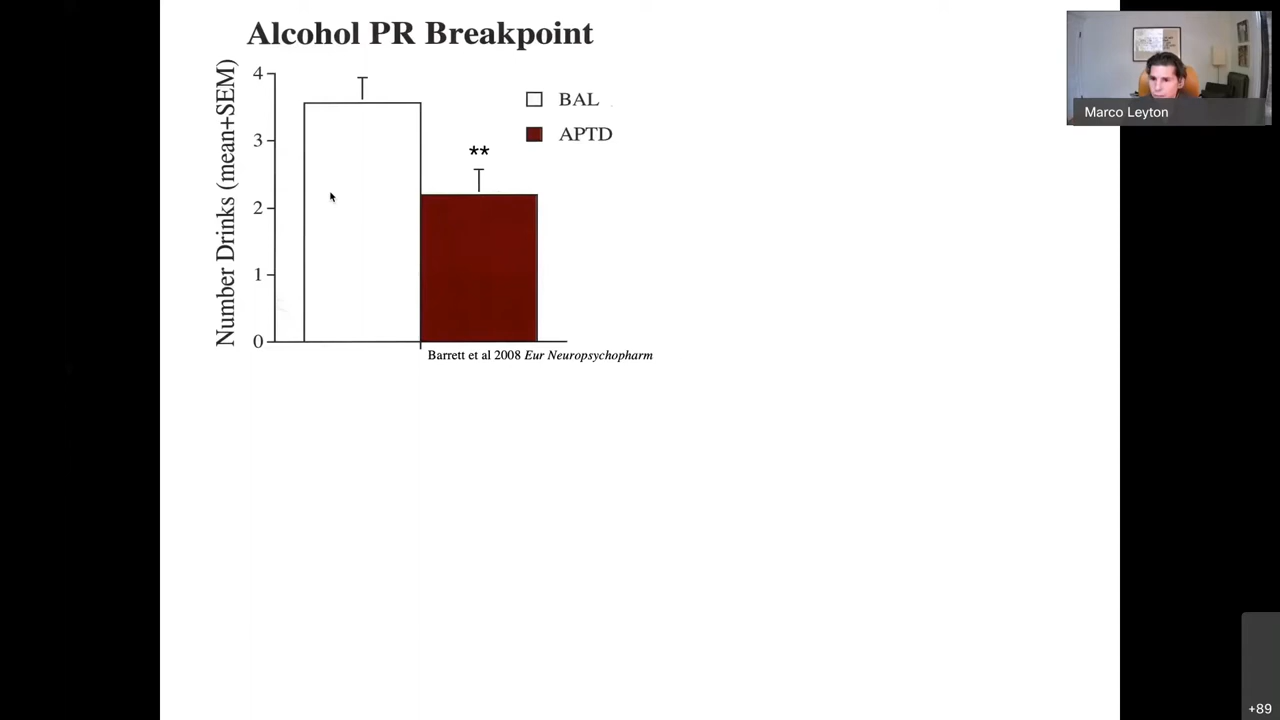 Alcohol PR Breakpoint
Number Drinks (mean+SEM)
4
3
2
1
0
BAL
APTD
**
Barrett et al 2008 Eur Neuropsychopharm
Marco Leyton
+89